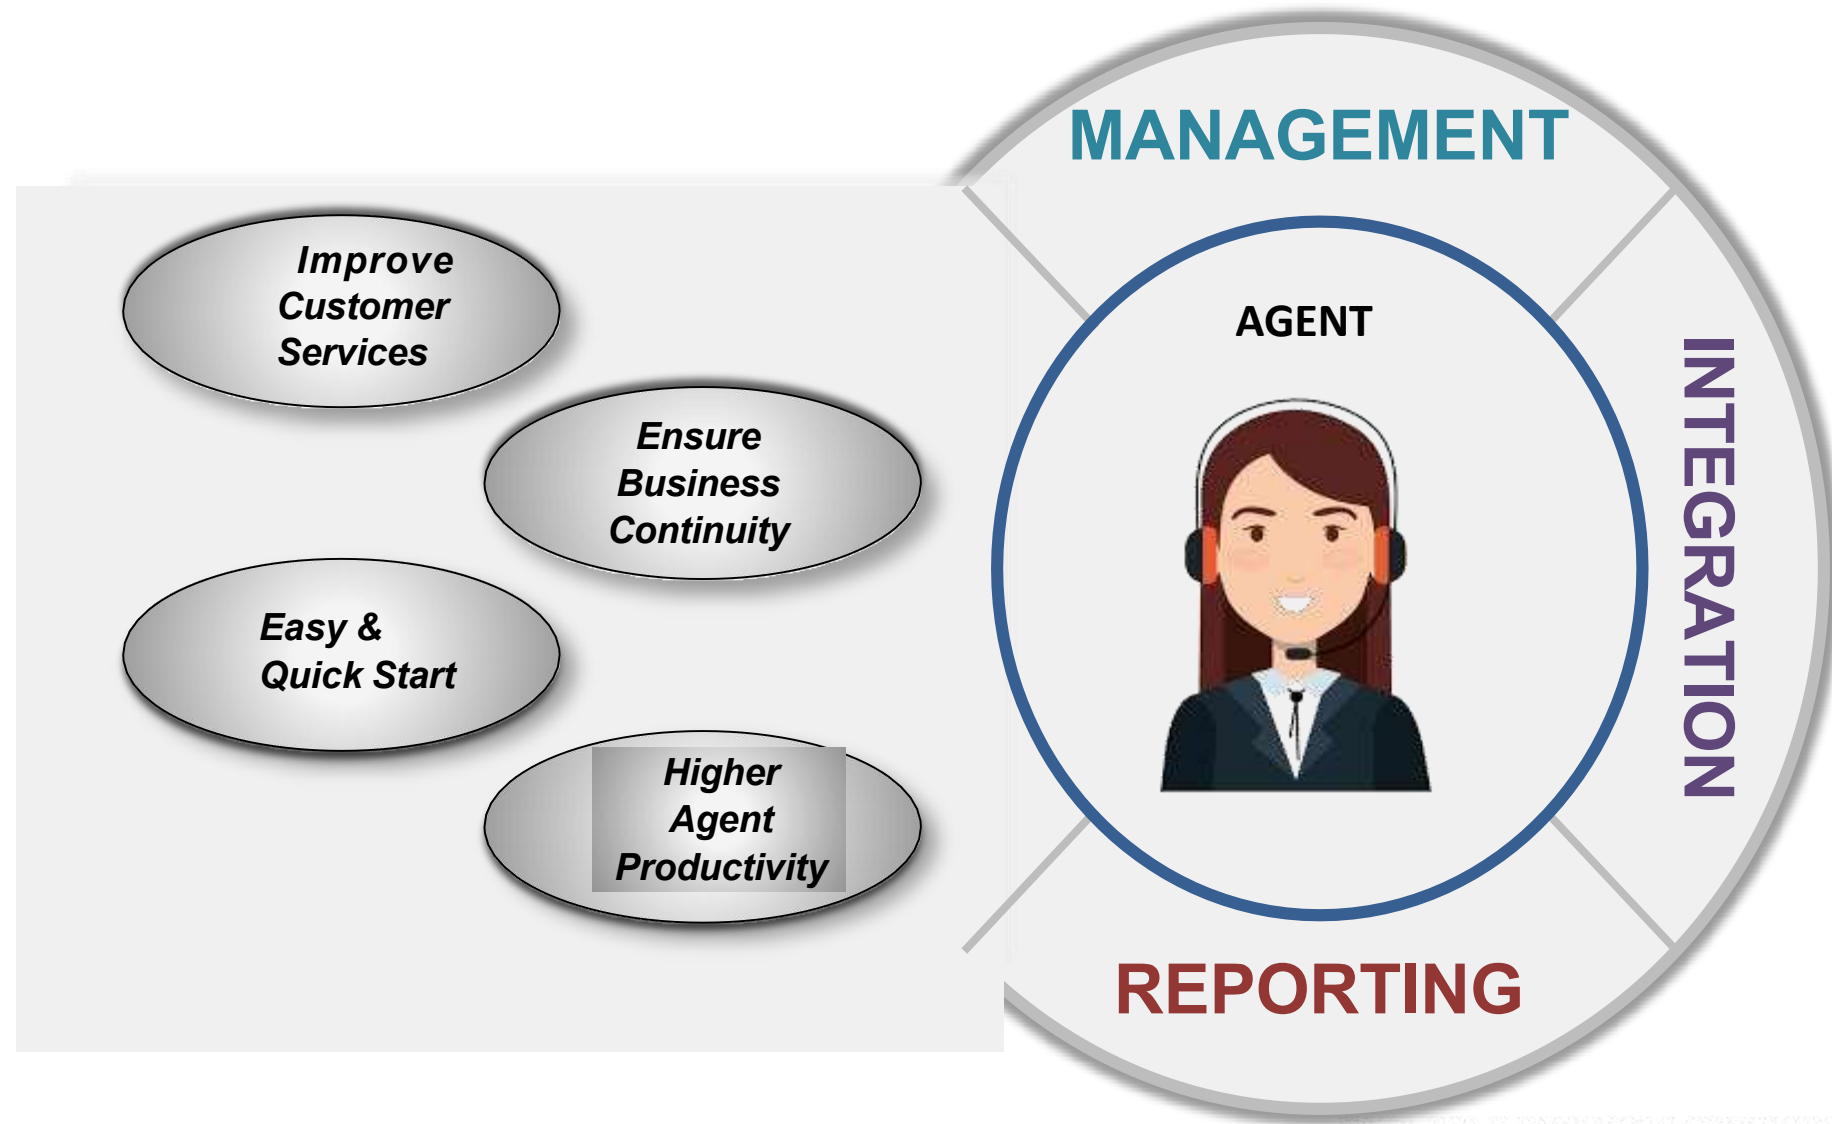 Improve
Customer
Services
Ensure
Business
Continuity
Easy &
Quick Start
Higher
Agent
Productivity
MANAGEMENT
AGENT
INTEGRATION
REPORTING